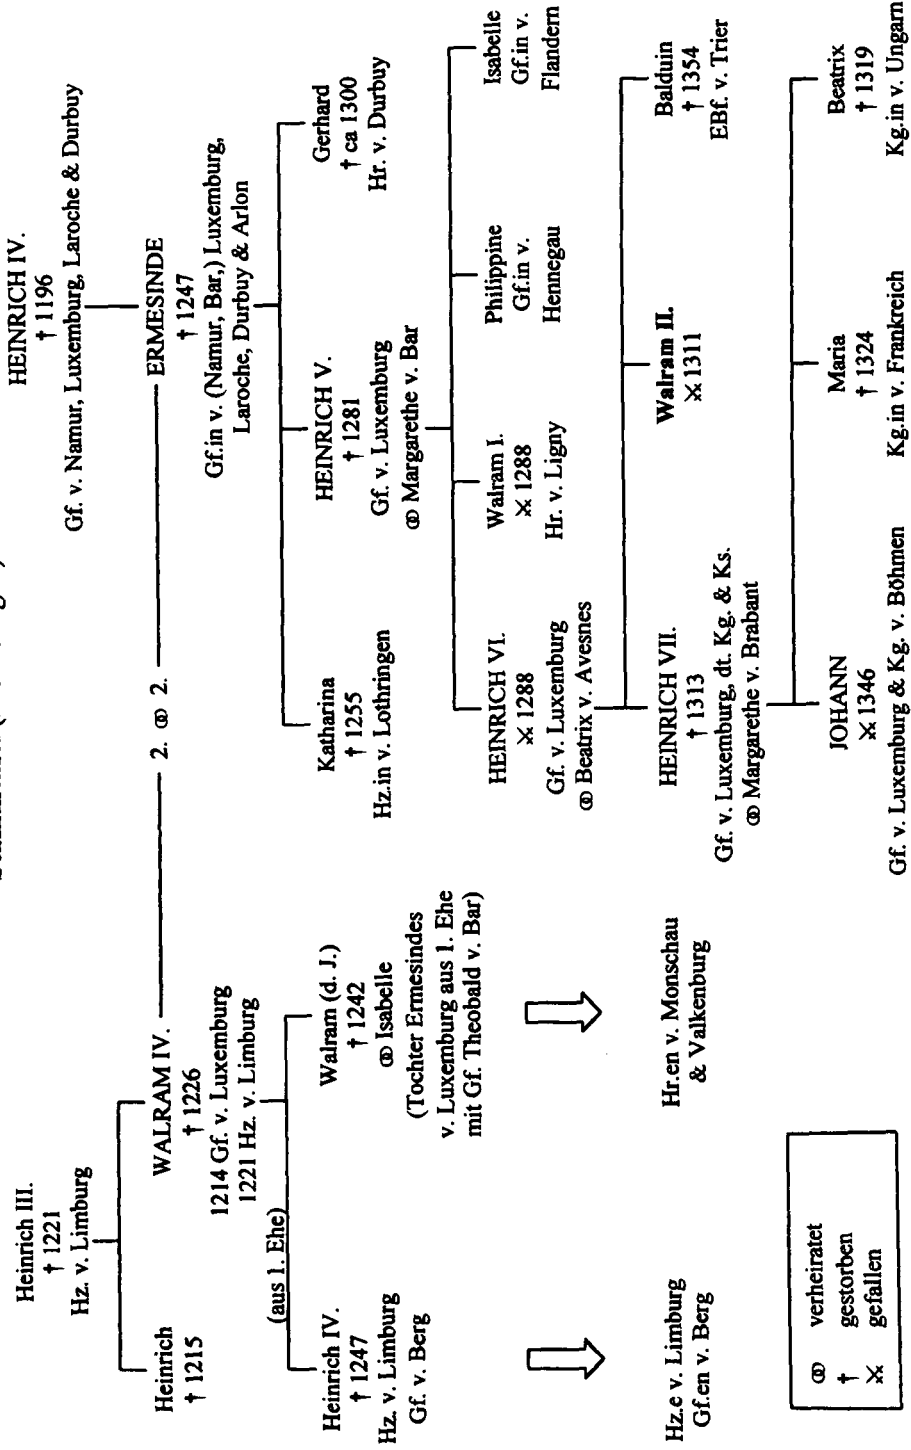 Heinrich III.
† 1221
Hz. v. Limburg
HEINRICH IV.
† 1196
Gf. v. Namur, Luxemburg, Laroche & Durbuy
Heinrich
† 1215
WALRAM IV.
† 1226
1214 Gf. v. Luxemburg
1221 Hz. v. Limburg
2. ⚭ 2.
ERMESINDE
† 1247
Gf.in v. (Namur, Bar,) Luxemburg,
Laroche, Durbuy & Arlon
(aus 1. Ehe)
Heinrich IV.
† 1247
Hz. v. Limburg
Gf. v. Berg
Walram (d. J.)
† 1242
⚭ Isabelle
(Tochter Ermesindes
v. Luxemburg aus 1. Ehe
mit Gf. Theobald v. Bar)
Katharina
† 1255
Hz.in v. Lothringen
HEINRICH V.
† 1281
Gf. v. Luxemburg
⚭ Margarethe v. Bar
Gerhard
† ca 1300
Hr. v. Durbuy
HEINRICH VI.
⚔ 1288
Gf. v. Luxemburg
⚭ Beatrix v. Avesnes
Walram I.
⚔ 1288
Hr. v. Ligny
Philippine
Gf.in v.
Hennegau
Isabelle
Gf.in v.
Flandern
Hz.e v. Limburg
Gf.en v. Berg
Hr.en v. Monschau
& Valkenburg
HEINRICH VII.
† 1313
Gf. v. Luxemburg, dt. Kg. & Ks.
⚭ Margarethe v. Brabant
Walram II.
⚔ 1311
Balduin
† 1354
EBf. v. Trier
JOHANN
⚔ 1346
Gf. v. Luxemburg & Kg. v. Böhmen
Maria
† 1324
Kg.in v. Frankreich
Beatrix
† 1319
Kg.in v. Ungarn
⚭ verheiratet
† gestorben
⚔ gefallen